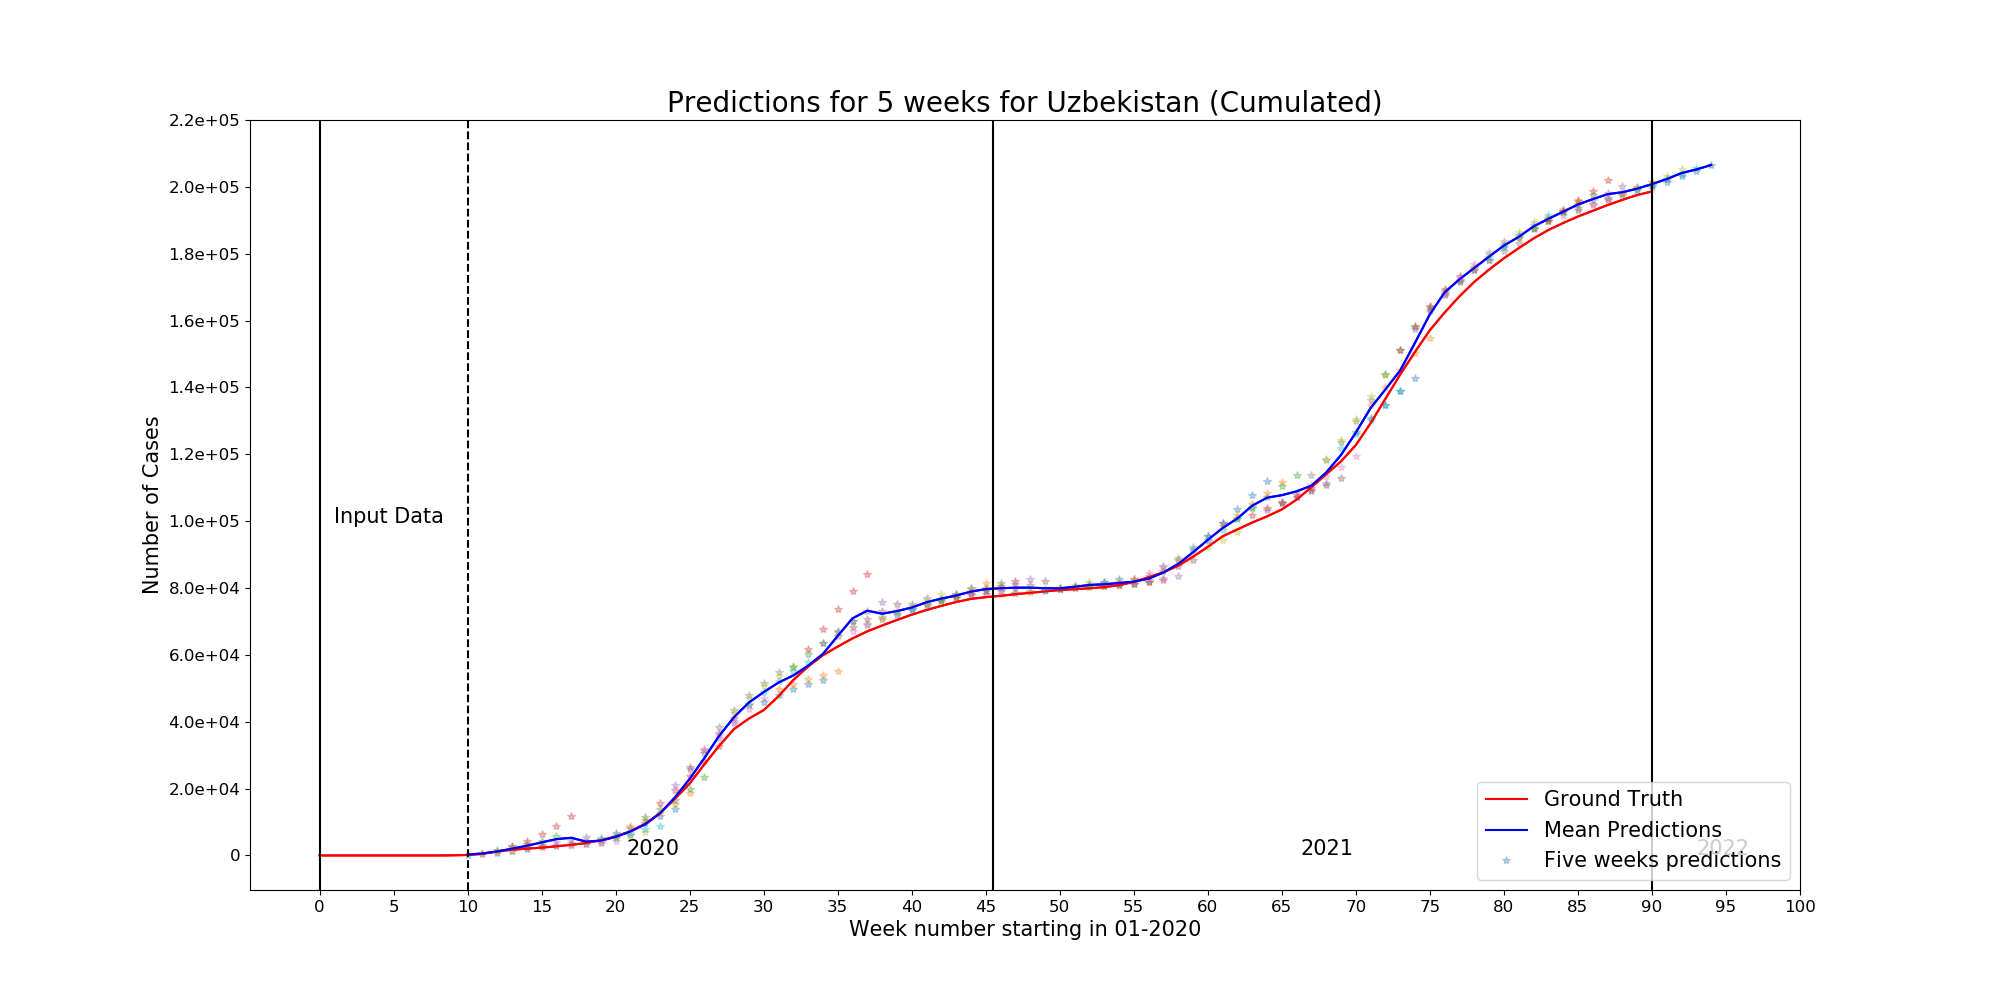 Predictions for 5 weeks for Uzbekistan (Cumulated)
2.2e+05
2.0e+05
1.8e+05
1.6e+05
1.4e+05
1.2e+05
1.0e+05
8.0e+04
6.0e+04
4.0e+04
2.0e+04
0
Number of Cases
Input Data
2020
2021
2022
Ground Truth
Mean Predictions
Five weeks predictions
0 5 10 15 20 25 30 35 40 45 50 55 60 65 70 75 80 85 90 95 100
Week number starting in 01-2020